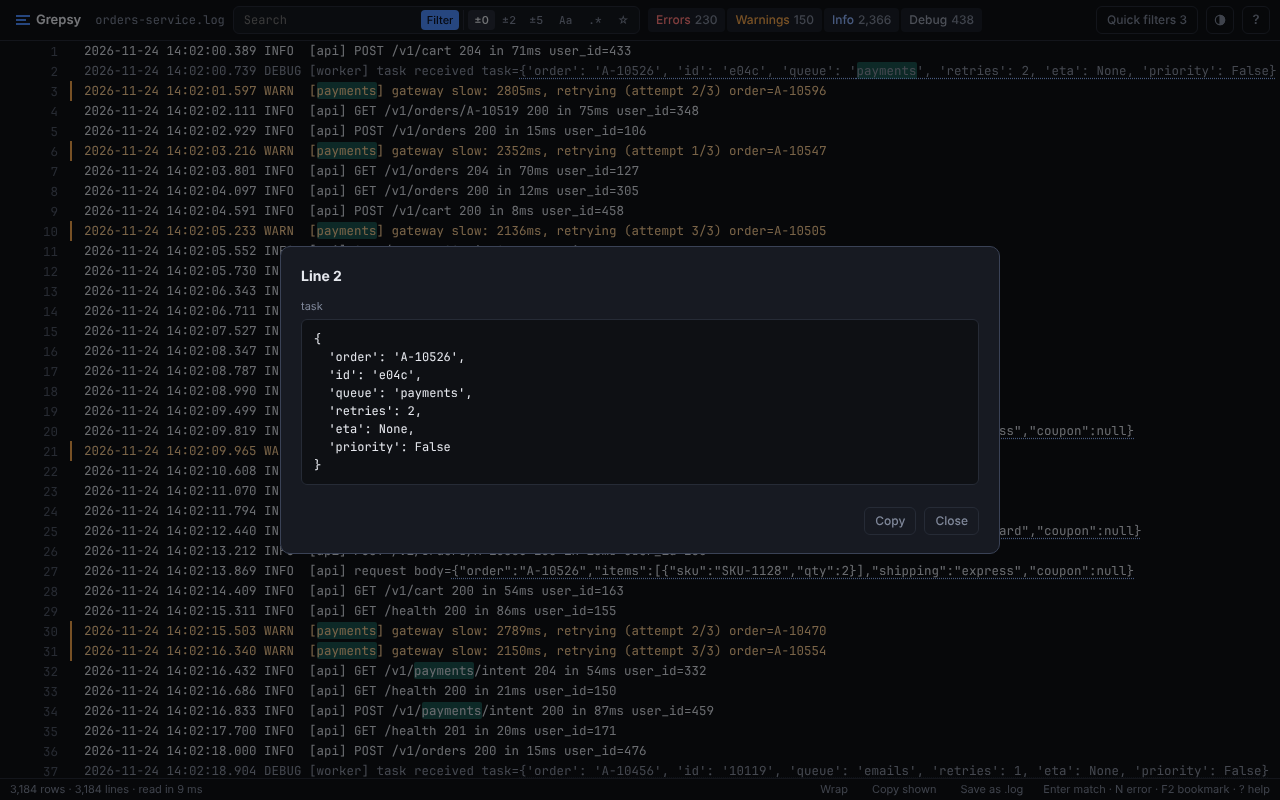 Grepsy orders-service.log Search Filter ±0 ±2 ±5 Aa .* ☆ Errors 230 Warnings 150 Info 2,366 Debug 438 Quick filters 3 ?
1 2026-11-24 14:02:00.389 INFO [api] POST /v1/cart 204 in 71ms user_id=433
2 2026-11-24 14:02:00.739 DEBUG [worker] task received task={'order': 'A-10526', 'id': 'e04c', 'queue': 'payments', 'retries': 2, 'eta': None, 'priority': False}
3 2026-11-24 14:02:01.597 WARN [payments] gateway slow: 2805ms, retrying (attempt 2/3) order=A-10596
4 2026-11-24 14:02:02.111 INFO [api] GET /v1/orders/A-10519 200 in 75ms user_id=348
5 2026-11-24 14:02:02.929 INFO [api] POST /v1/orders 200 in 15ms user_id=106
6 2026-11-24 14:02:03.216 WARN [payments] gateway slow: 2352ms, retrying (attempt 1/3) order=A-10547
7 2026-11-24 14:02:03.801 INFO [api] GET /v1/orders 204 in 70ms user_id=127
8 2026-11-24 14:02:04.097 INFO [api] GET /v1/orders 200 in 12ms user_id=305
9 2026-11-24 14:02:04.591 INFO [api] POST /v1/cart 200 in 8ms user_id=458
10 2026-11-24 14:02:05.233 WARN [payments] gateway slow: 2136ms, retrying (attempt 3/3) order=A-10505
11 2026-11-24 14:02:05.552 IN
12 2026-11-24 14:02:05.730 IN
13 2026-11-24 14:02:06.343 IN
14 2026-11-24 14:02:06.711 IN
15 2026-11-24 14:02:07.527 IN
16 2026-11-24 14:02:08.347 IN
17 2026-11-24 14:02:08.787 IN
18 2026-11-24 14:02:08.990 IN
19 2026-11-24 14:02:09.499 IN
20 2026-11-24 14:02:09.819 IN ss","coupon":null}
21 2026-11-24 14:02:09.965 WA
22 2026-11-24 14:02:10.608 IN
23 2026-11-24 14:02:11.070 IN
24 2026-11-24 14:02:11.794 IN
25 2026-11-24 14:02:12.440 IN ard","coupon":null}
26 2026-11-24 14:02:13.212 IN
Line 2
task
{
'order': 'A-10526',
'id': 'e04c',
'queue': 'payments',
'retries': 2,
'eta': None,
'priority': False
}
Copy Close
27 2026-11-24 14:02:13.869 INFO [api] request body={"order":"A-10526","items":[{"sku":"SKU-1128","qty":2}],"shipping":"express","coupon":null}
28 2026-11-24 14:02:14.409 INFO [api] GET /v1/cart 200 in 54ms user_id=163
29 2026-11-24 14:02:15.311 INFO [api] GET /health 200 in 86ms user_id=155
30 2026-11-24 14:02:15.503 WARN [payments] gateway slow: 2789ms, retrying (attempt 2/3) order=A-10470
31 2026-11-24 14:02:16.340 WARN [payments] gateway slow: 2150ms, retrying (attempt 3/3) order=A-10554
32 2026-11-24 14:02:16.432 INFO [api] GET /v1/payments/intent 204 in 54ms user_id=332
33 2026-11-24 14:02:16.686 INFO [api] GET /health 200 in 21ms user_id=150
34 2026-11-24 14:02:16.833 INFO [api] POST /v1/payments/intent 200 in 87ms user_id=459
35 2026-11-24 14:02:17.700 INFO [api] GET /health 201 in 20ms user_id=171
36 2026-11-24 14:02:18.000 INFO [api] POST /v1/orders 200 in 15ms user_id=476
37 2026-11-24 14:02:18.904 DEBUG [worker] task received task={'order': 'A-10456', 'id': '10119', 'queue': 'emails', 'retries': 1, 'eta': None, 'priority': False}
3,184 rows · 3,184 lines · read in 9 ms Wrap Copy shown Save as .log Enter match · N error · F2 bookmark · ? help